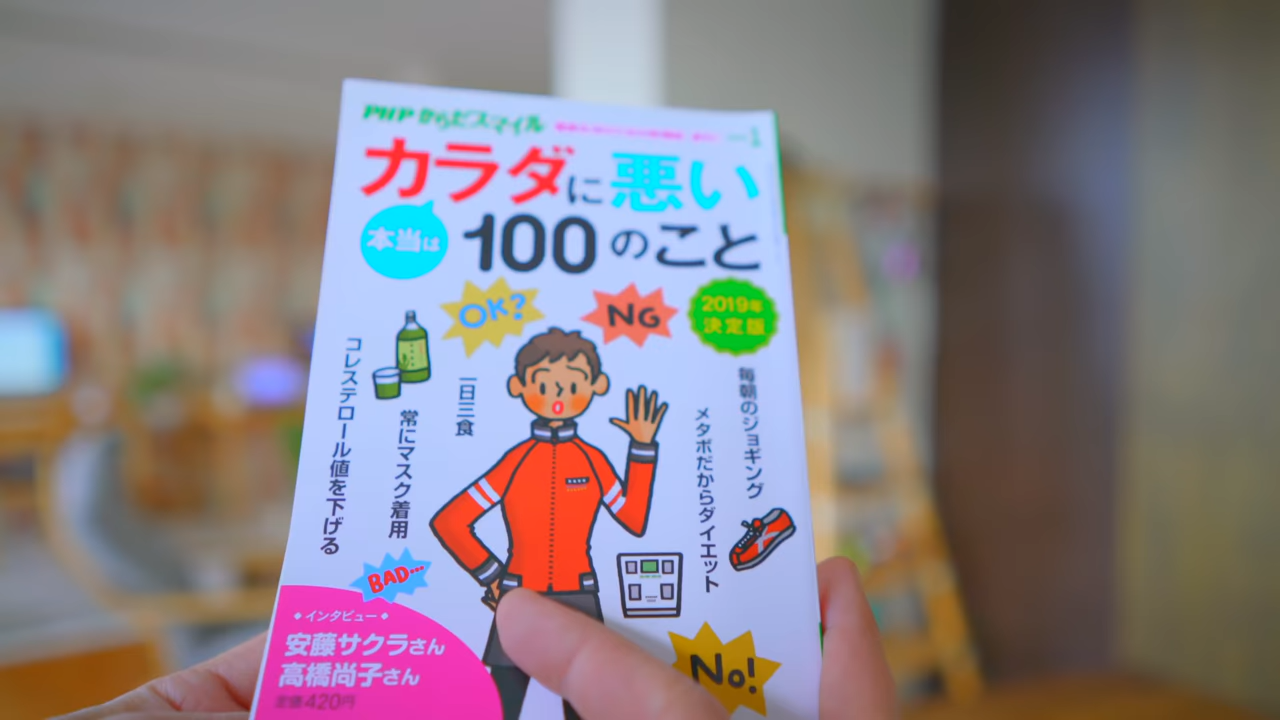 PHPからだスマイル
1
カラダに悪い
本当は
100のこと
OK?
NG
2019年
決定版
毎朝のジョギング
メタボだからダイエット
一日三食
常にマスク着用
コレステロール値を下げる
BAD…
No!
インタビュー
安藤サクラさん
高橋尚子さん
定価420円